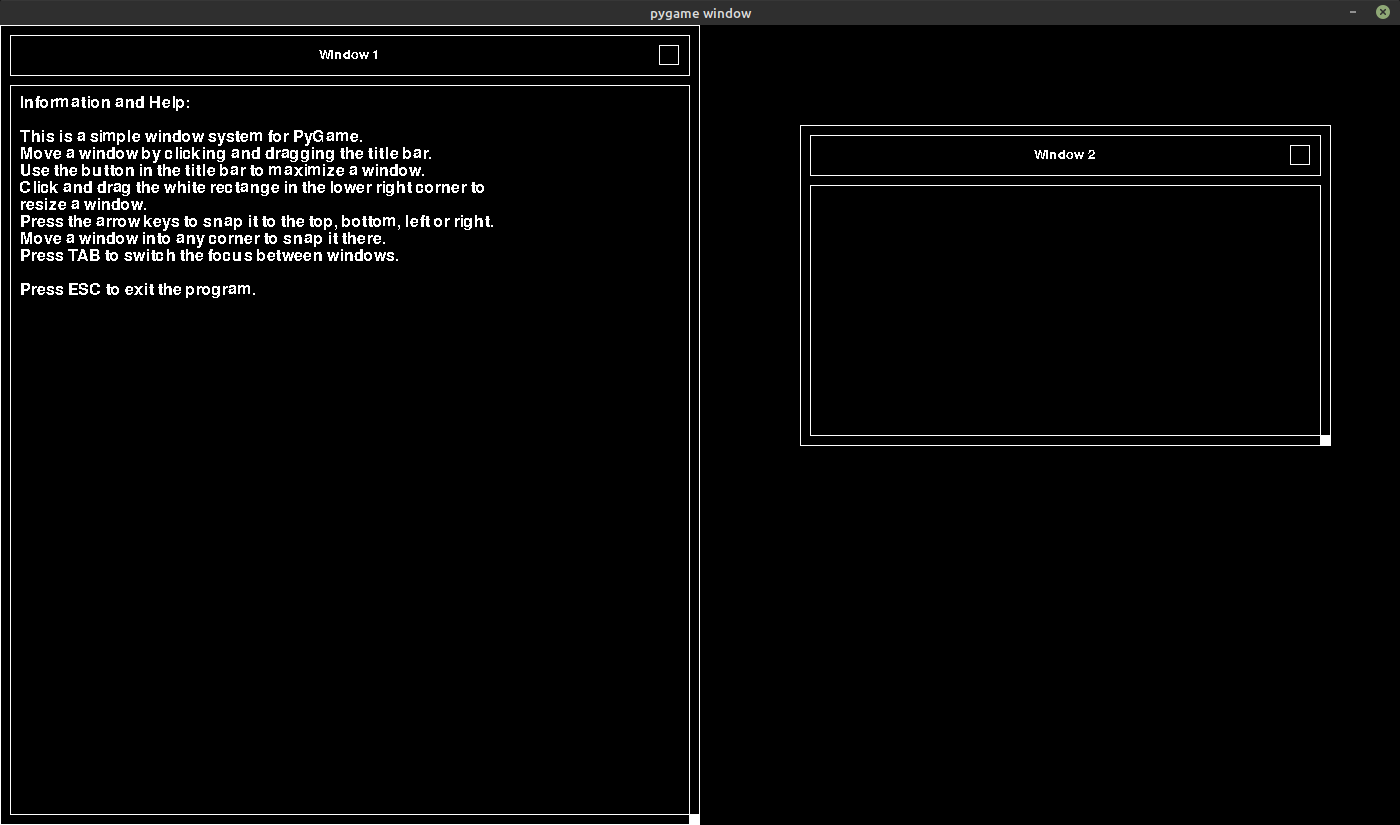 pygame window
Window 1
Information and Help:
This is a simple window system for PyGame.
Move a window by clicking and dragging the title bar.
Use the button in the title bar to maximize a window.
Click and drag the white rectange in the lower right corner to
resize a window.
Press the arrow keys to snap it to the top, bottom, left or right.
Move a window into any corner to snap it there.
Press TAB to switch the focus between windows.
Press ESC to exit the program.
Window 2